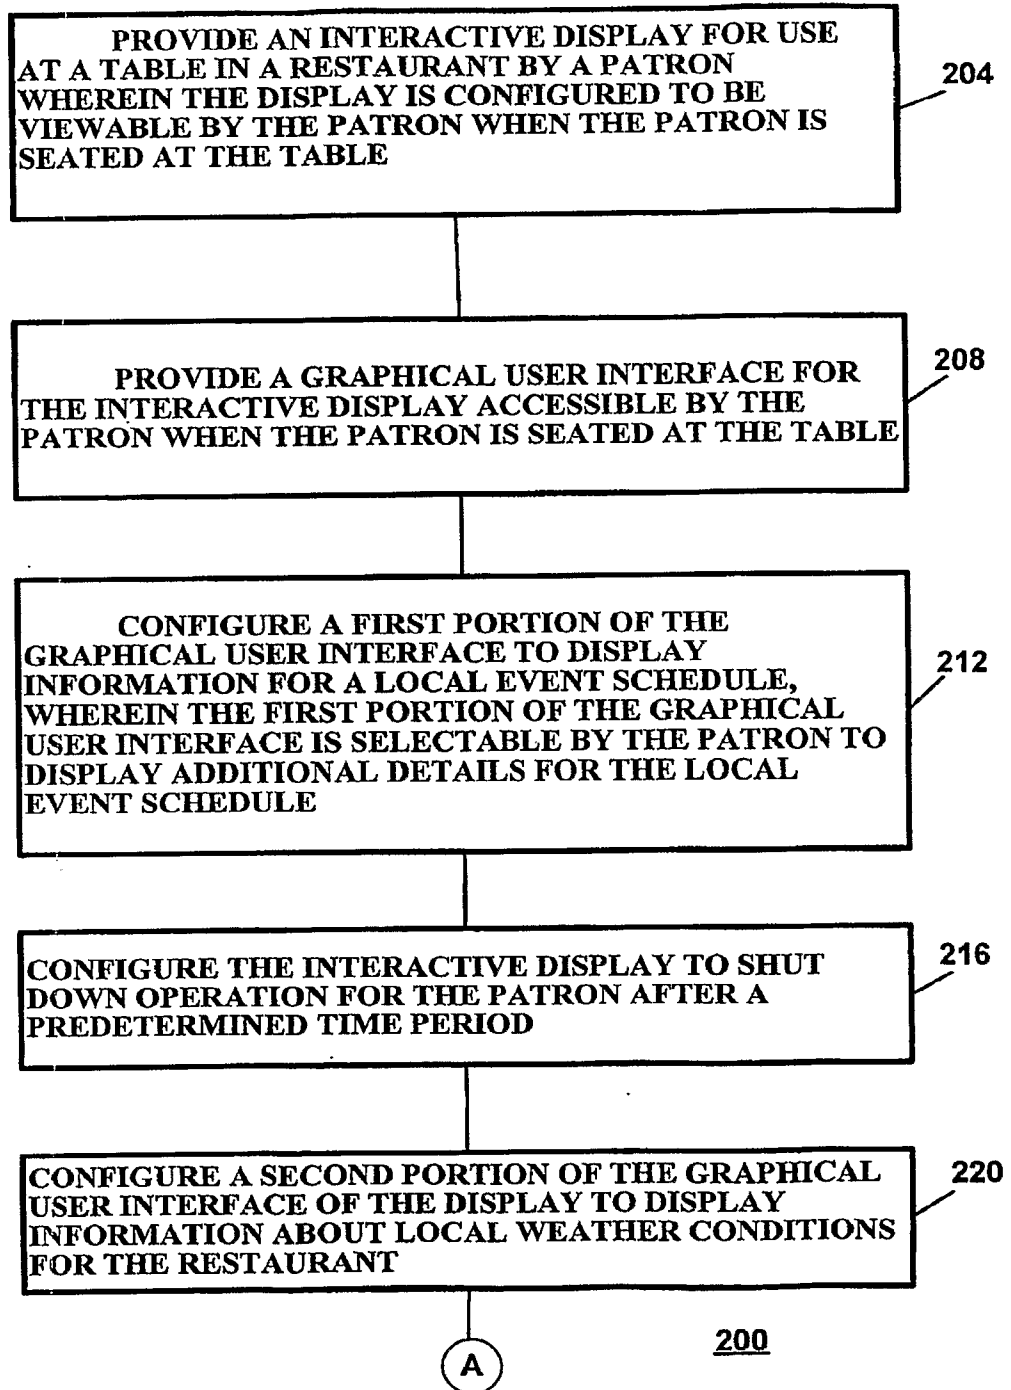 PROVIDE AN INTERACTIVE DISPLAY FOR USE
AT A TABLE IN A RESTAURANT BY A PATRON
WHEREIN THE DISPLAY IS CONFIGURED TO BE
VIEWABLE BY THE PATRON WHEN THE PATRON IS
SEATED AT THE TABLE
204
PROVIDE A GRAPHICAL USER INTERFACE FOR
THE INTERACTIVE DISPLAY ACCESSIBLE BY THE
PATRON WHEN THE PATRON IS SEATED AT THE TABLE
208
CONFIGURE A FIRST PORTION OF THE
GRAPHICAL USER INTERFACE TO DISPLAY
INFORMATION FOR A LOCAL EVENT SCHEDULE,
WHEREIN THE FIRST PORTION OF THE GRAPHICAL
USER INTERFACE IS SELECTABLE BY THE PATRON TO
DISPLAY ADDITIONAL DETAILS FOR THE LOCAL
EVENT SCHEDULE
212
CONFIGURE THE INTERACTIVE DISPLAY TO SHUT
DOWN OPERATION FOR THE PATRON AFTER A
PREDETERMINED TIME PERIOD
216
CONFIGURE A SECOND PORTION OF THE GRAPHICAL
USER INTERFACE OF THE DISPLAY TO DISPLAY
INFORMATION ABOUT LOCAL WEATHER CONDITIONS
FOR THE RESTAURANT
220
200
A